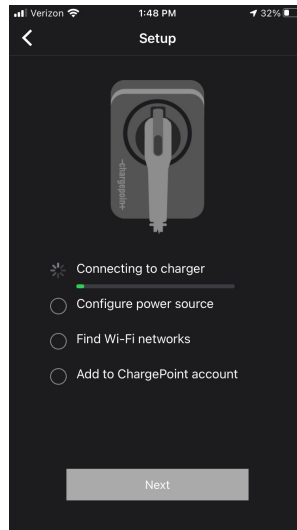 Verizon 1:48 PM 32%
Setup
-chargepoint+
Connecting to charger
Configure power source
Find Wi-Fi networks
Add to ChargePoint account
Next